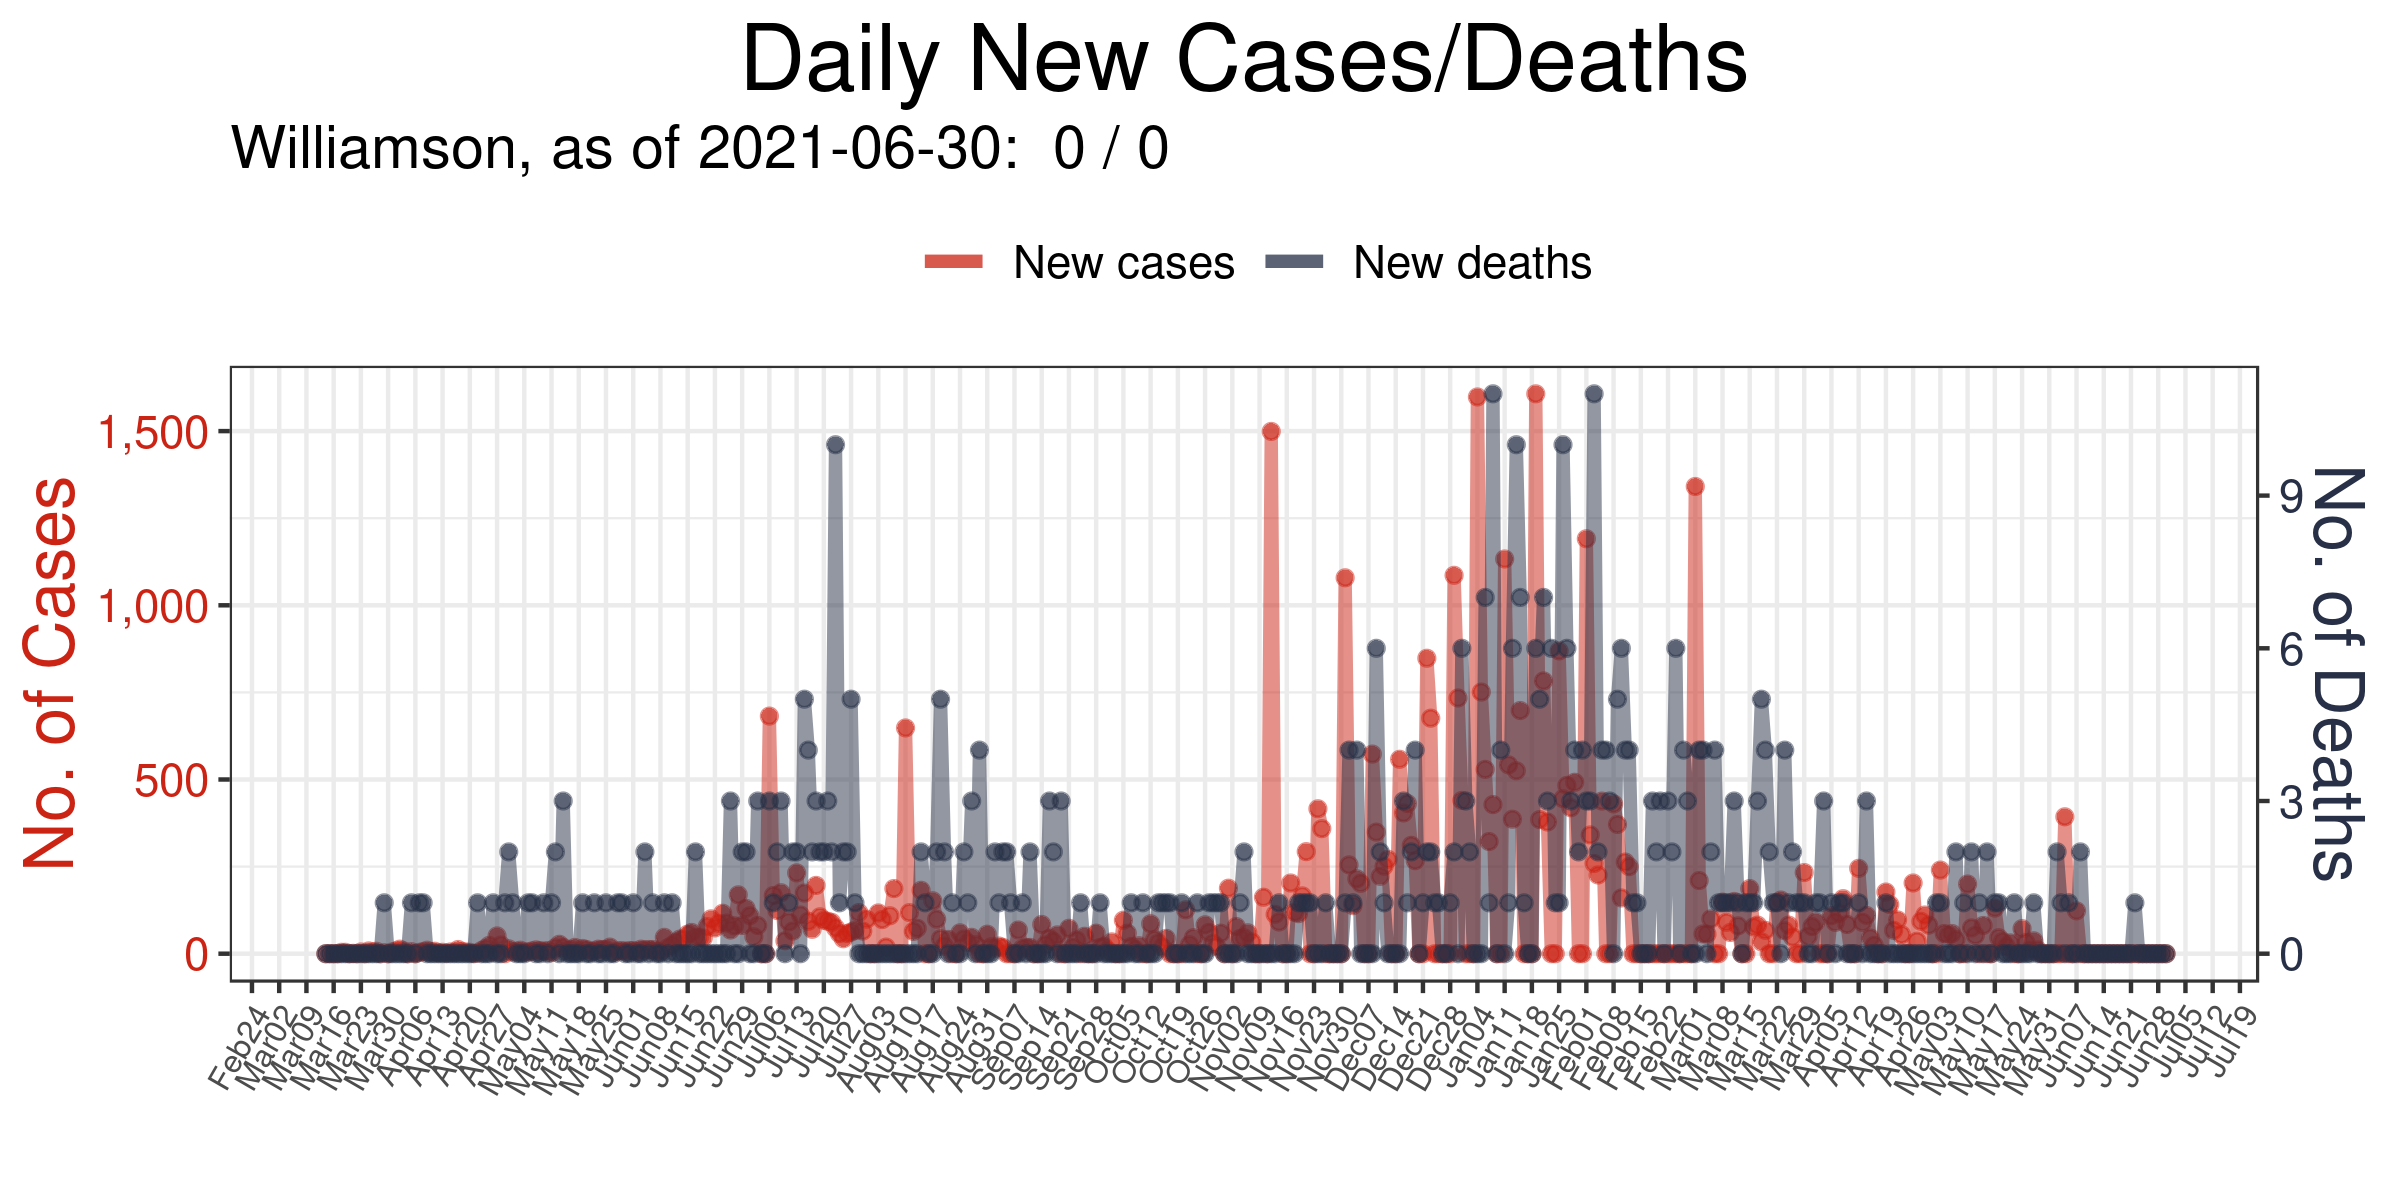 Daily New Cases/Deaths
Williamson, as of 2021-06-30:  0 / 0
New cases
New deaths
No. of Cases
1,500
1,000
500
0
9
6
3
0
No. of Deaths
Feb24
Mar02
Mar09
Mar16
Mar23
Mar30
Apr06
Apr13
Apr20
Apr27
May04
May11
May18
May25
Jun01
Jun08
Jun15
Jun22
Jun29
Jul06
Jul13
Jul20
Jul27
Aug03
Aug10
Aug17
Aug24
Aug31
Sep07
Sep14
Sep21
Sep28
Oct05
Oct12
Oct19
Oct26
Nov02
Nov09
Nov16
Nov23
Nov30
Dec07
Dec14
Dec21
Dec28
Jan04
Jan11
Jan18
Jan25
Feb01
Feb08
Feb15
Feb22
Mar01
Mar08
Mar15
Mar22
Mar29
Apr05
Apr12
Apr19
Apr26
May03
May10
May17
May24
May31
Jun07
Jun14
Jun21
Jun28
Jul05
Jul12
Jul19